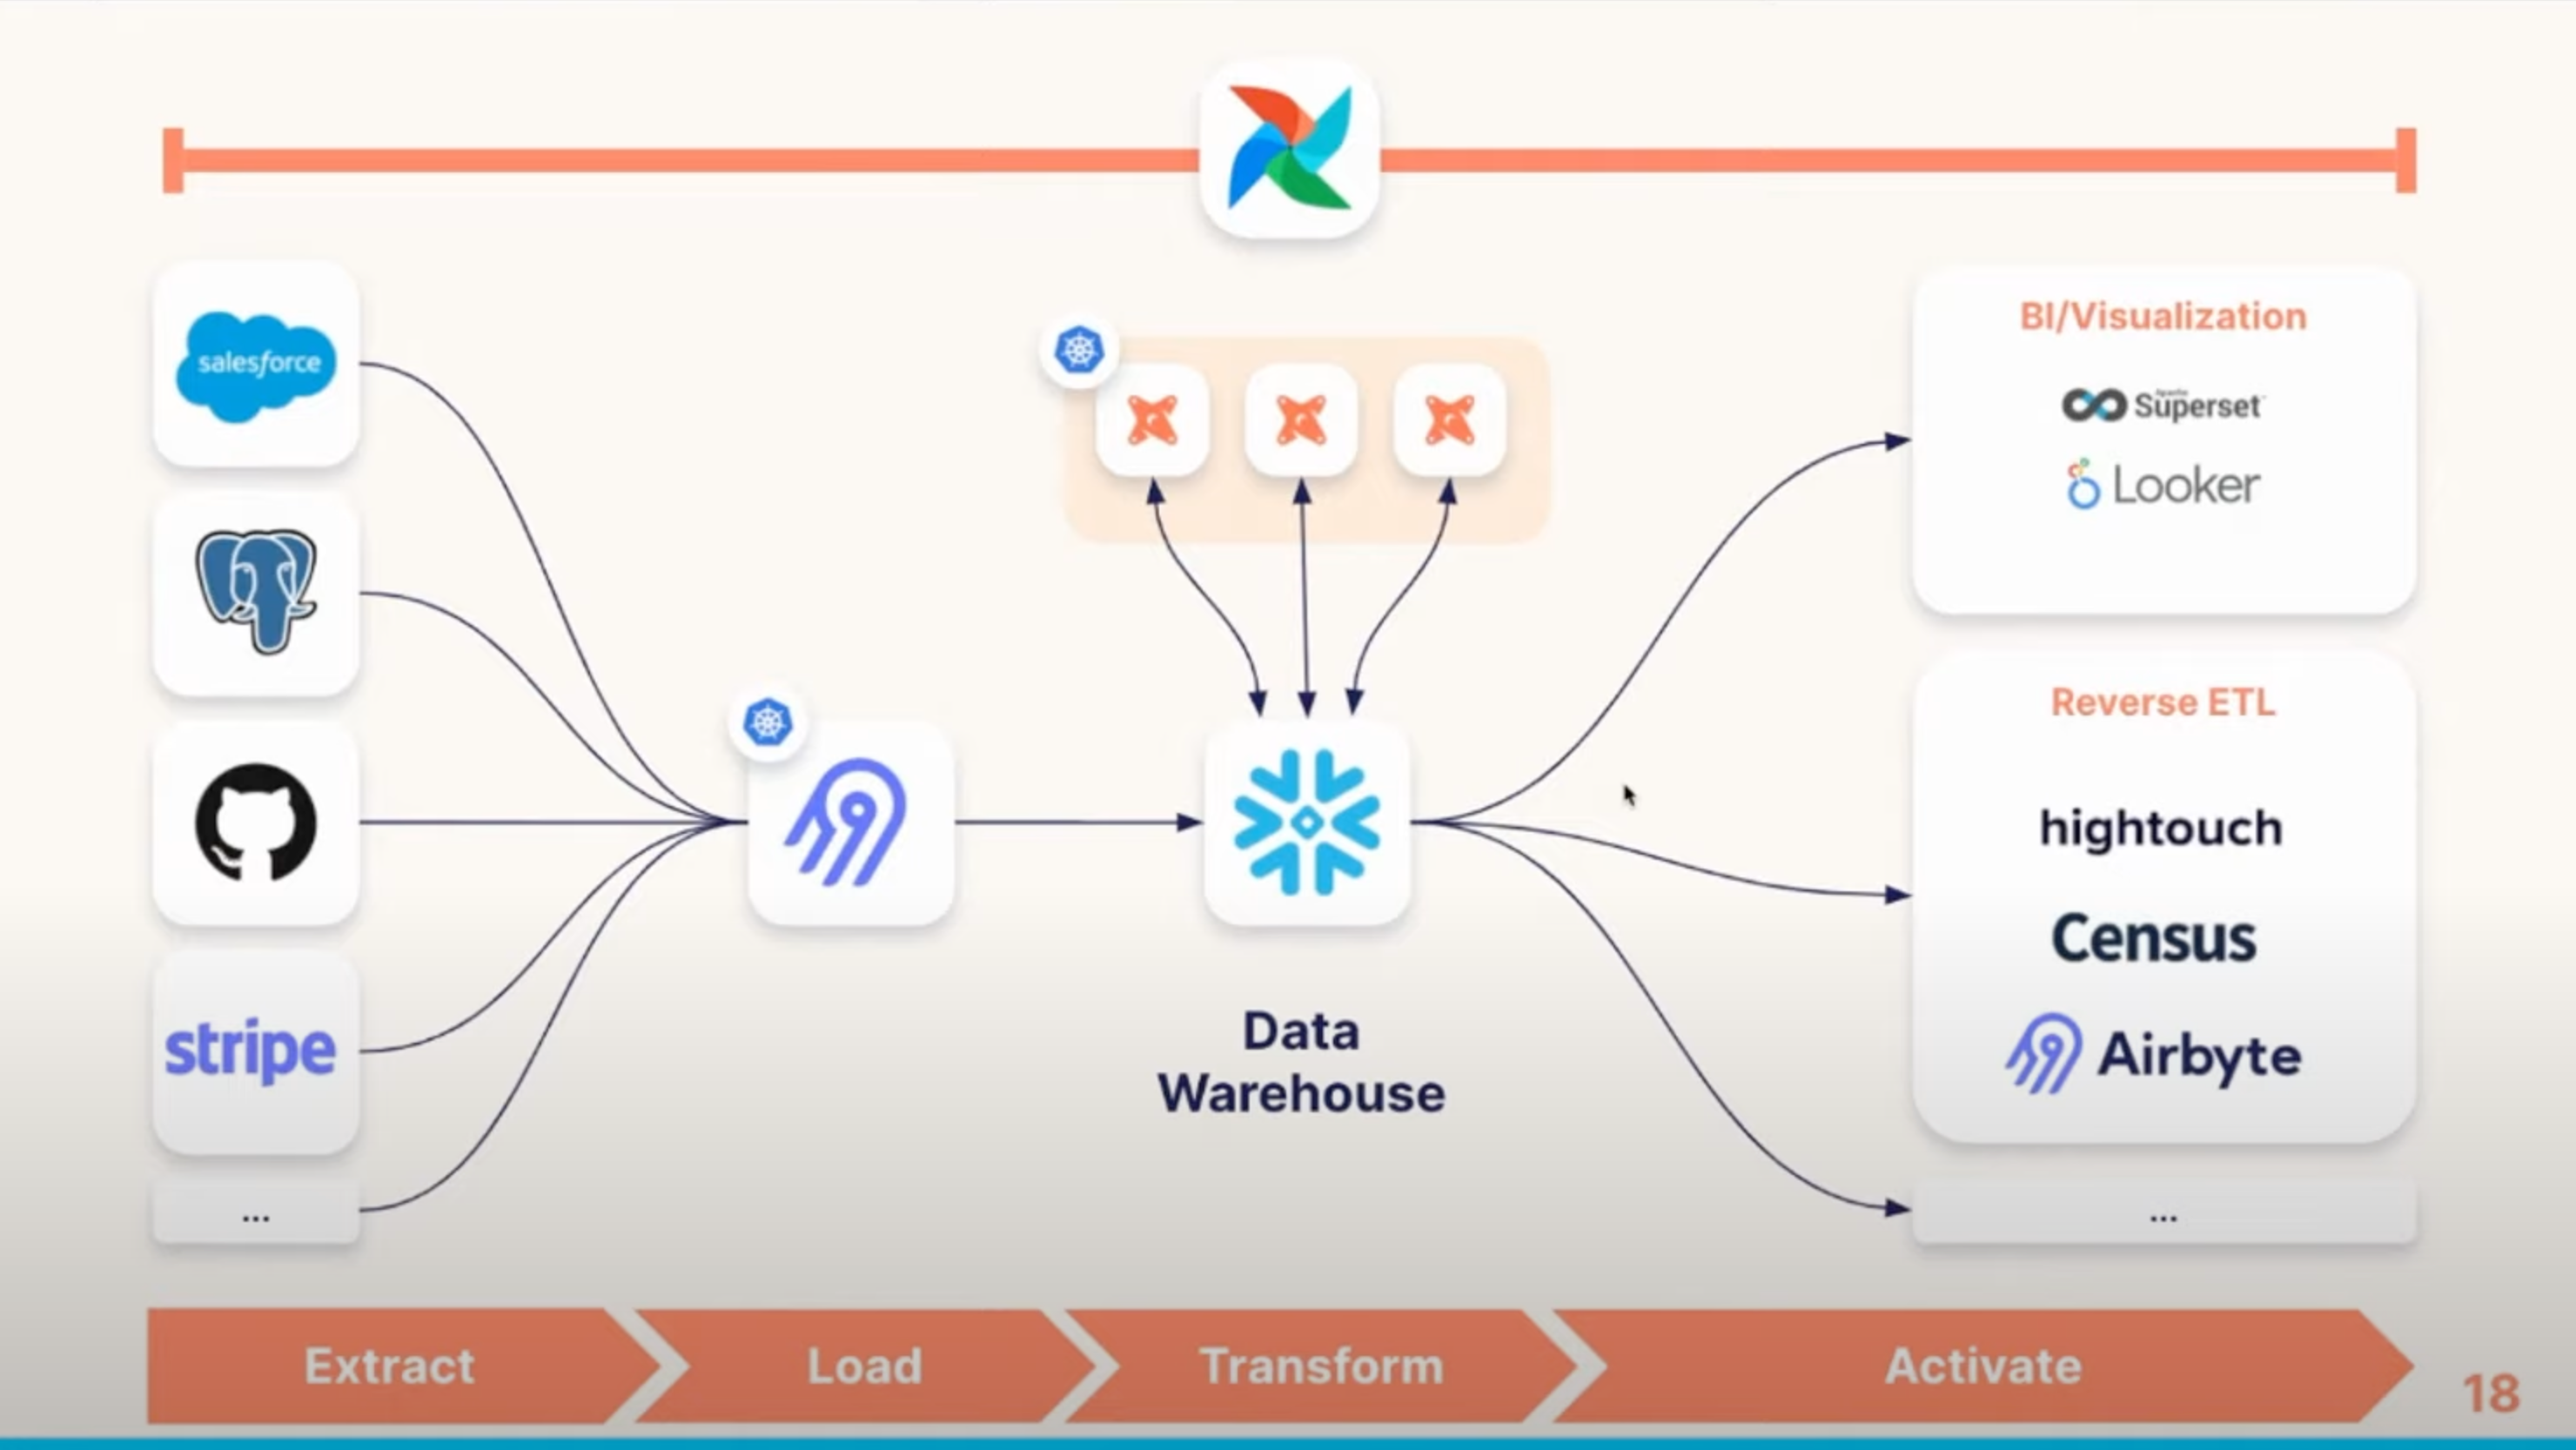 salesforce
stripe
...
Data
Warehouse
BI/Visualization
Apache
Superset
Looker
Reverse ETL
hightouch
Census
Airbyte
...
Extract
Load
Transform
Activate
18